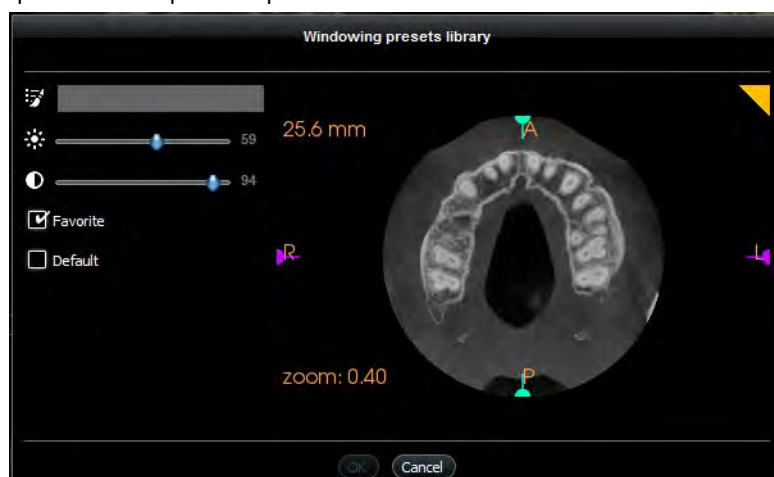 Windowing presets library
59
94
Favorite
Default
25.6 mm
A
R
L
zoom: 0.40
P
OK
Cancel